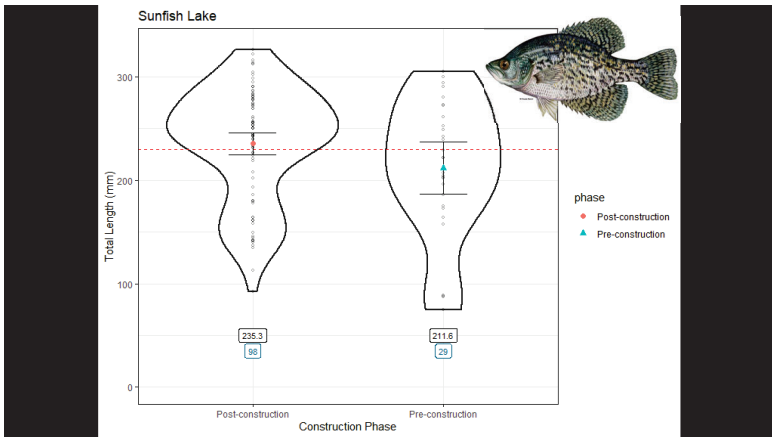 Sunfish Lake
300
200
100
0
Total Length (mm)
235.3
98
211.6
29
Post-construction
Pre-construction
Construction Phase
phase
Post-construction
Pre-construction